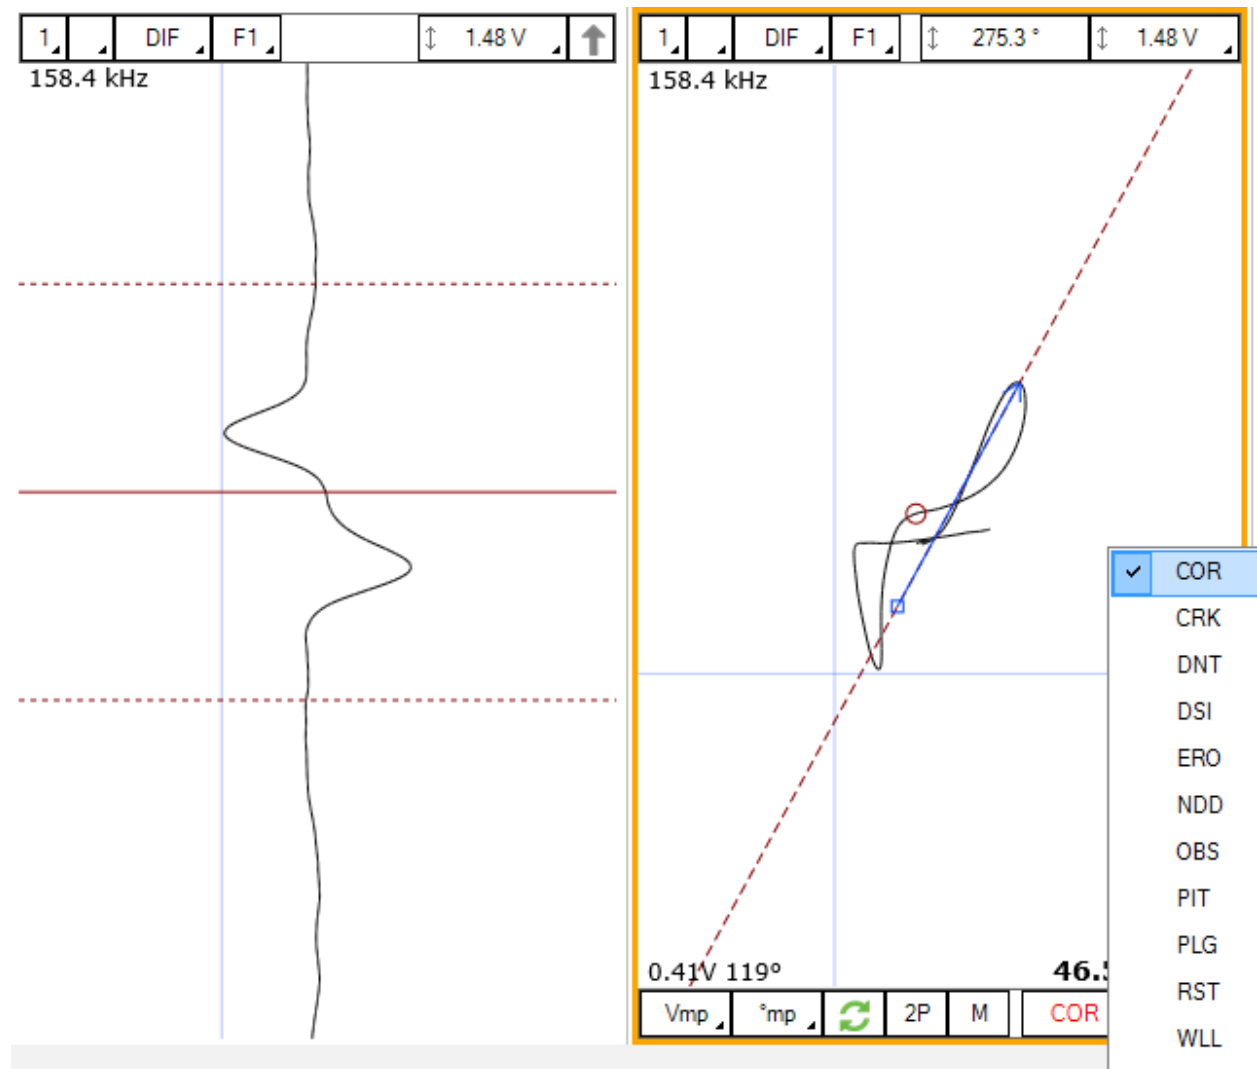 1 DIF F1 1.48 V
158.4 kHz
1 DIF F1 275.3 ° 1.48 V
158.4 kHz
0.41V 119º
Vmp °mp 2P M COR
COR
CRK
DNT
DSI
ERO
NDD
OBS
PIT
PLG
RST
WLL